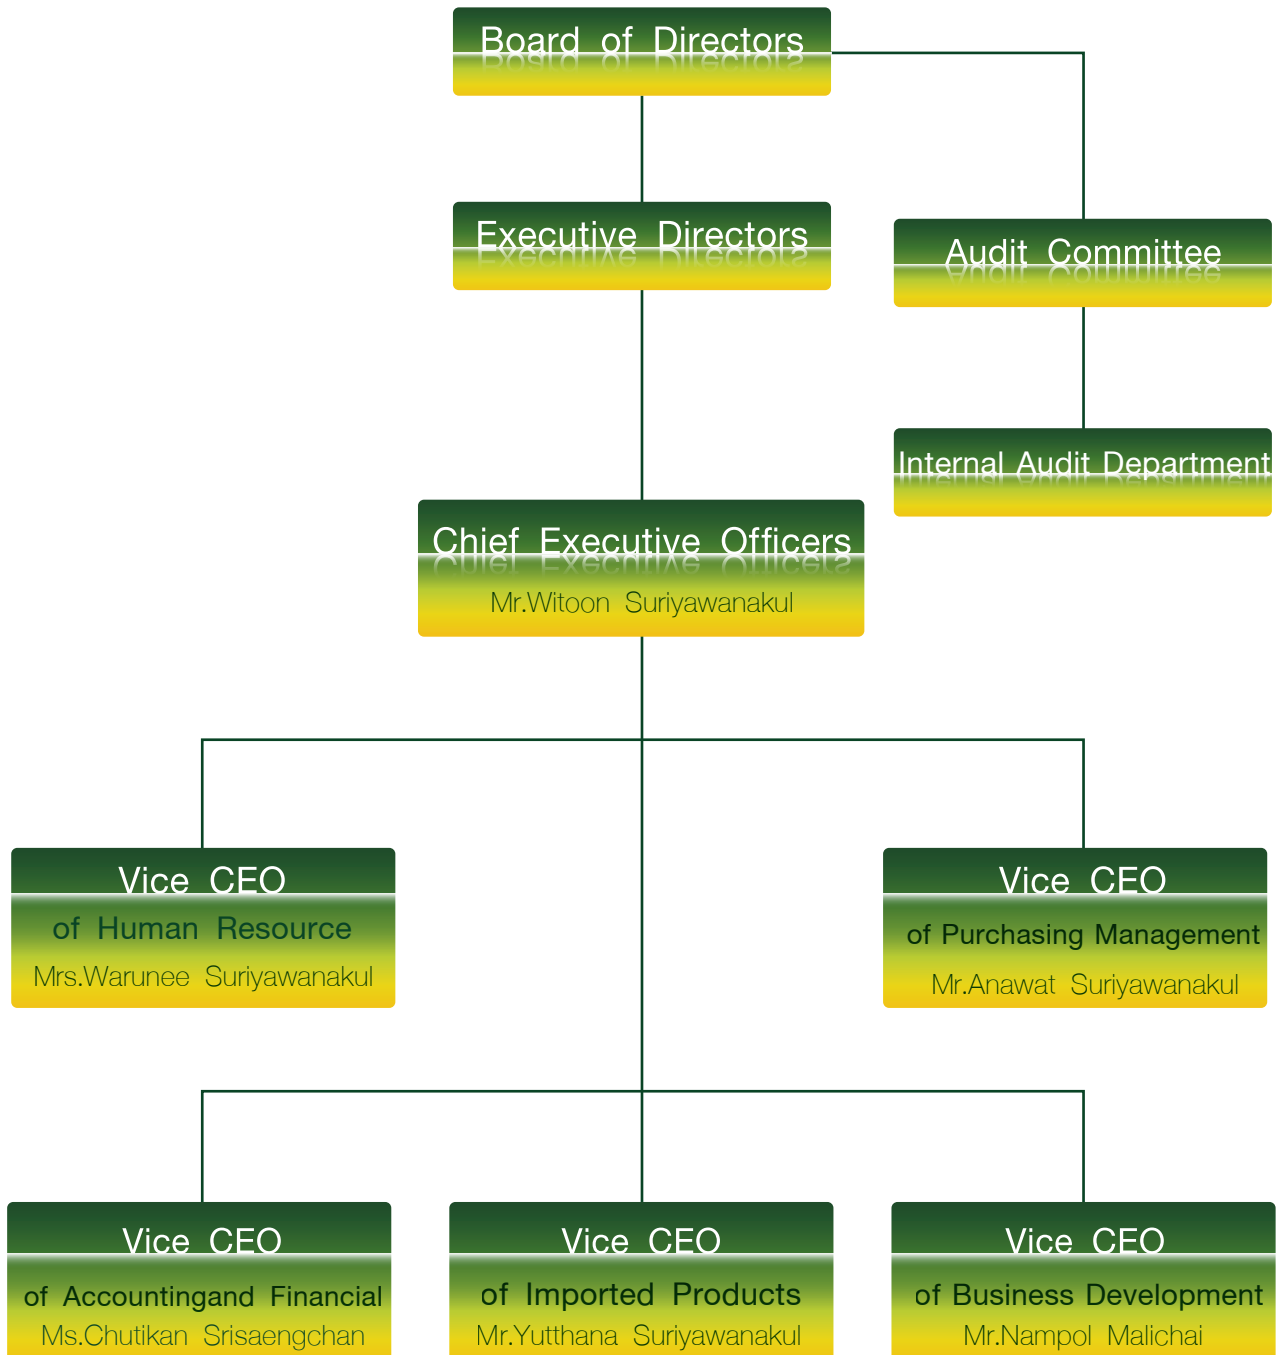 Board of Directors
Executive Directors
Audit Committee
Internal Audit Department
Chief Executive Officers
Mr.Witoon Suriyawanakul
Vice CEO
of Human Resource
Mrs.Warunee Suriyawanakul
Vice CEO
of Purchasing Management
Mr.Anawat Suriyawanakul
Vice CEO
of Accountingand Financial
Ms.Chutikan Srisaengchan
Vice CEO
of Imported Products
Mr.Yutthana Suriyawanakul
Vice CEO
of Business Development
Mr.Nampol Malichai